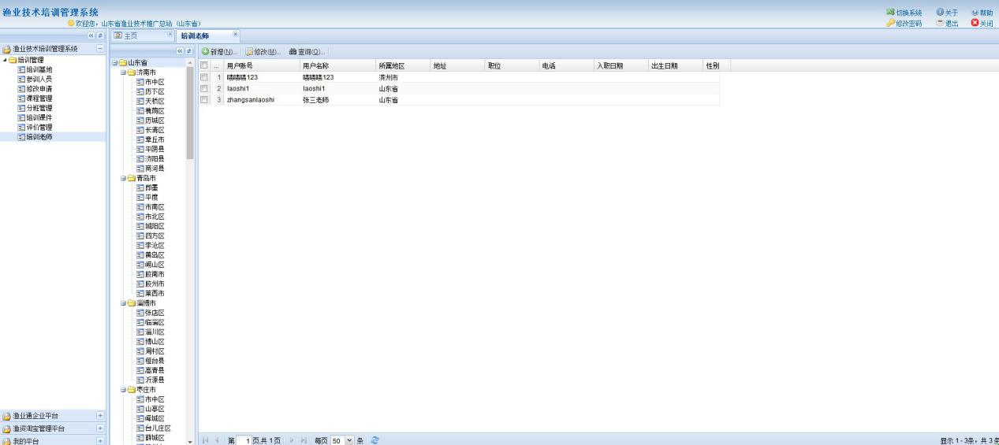 渔业技术培训管理系统
欢迎您，山东省渔业技术推广总站（山东省）
切换系统 关于 帮助
修改密码 退出 关闭
主页 培训老师
渔业技术培训管理系统
培训管理
培训基地
参训人员
修改申请
课程管理
分班管理
培训课件
评价管理
培训老师
渔业通企业平台
渔资淘宝管理平台
我的平台
山东省
济南市
市中区
历下区
天桥区
槐荫区
历城区
长清区
章丘市
平阴县
济阳县
商河县
青岛市
即墨
平度
市南区
市北区
城阳区
四方区
李沧区
黄岛区
崂山区
胶南市
胶州市
莱西市
淄博市
张店区
临淄区
淄川区
博山区
周村区
桓台县
高青县
沂源县
枣庄市
市中区
山亭区
峄城区
台儿庄区
薛城区
新增(N)... 修改(M)... 查询(Q)...
... 用户帐号 用户名称 所属地区 地址 职位 电话 入职日期 出生日期 性别
1 123 123 州市
2 laoshi1 laoshi1 山东省
3 zhangsanlaoshi 张三老师 山东省
第 1 页,共 1 页 每页 50 条
显示 1 - 3条，共 3条